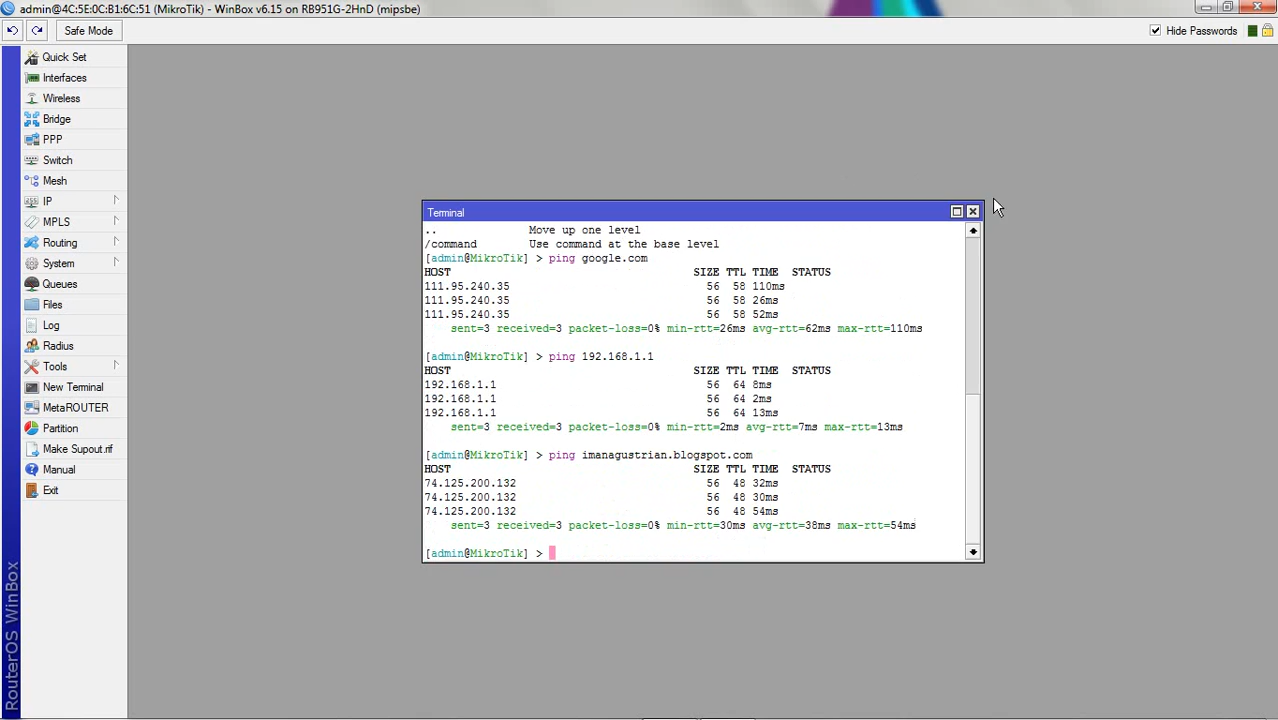 admin@4C:5E:0C:B1:6C:51 (MikroTik) - WinBox v6.15 on RB951G-2HnD (mipsbe)
Safe Mode
Hide Passwords
Quick Set
Interfaces
Wireless
Bridge
PPP
Switch
Mesh
IP
MPLS
Routing
System
Queues
Files
Log
Radius
Tools
New Terminal
MetaROUTER
Partition
Make Supout.rif
Manual
Exit
RouterOS WinBox
Terminal
.. Move up one level
/command Use command at the base level
[admin@MikroTik] > ping google.com
HOST SIZE TTL TIME STATUS
111.95.240.35 56 58 110ms
111.95.240.35 56 58 26ms
111.95.240.35 56 58 52ms
sent=3 received=3 packet-loss=0% min-rtt=26ms avg-rtt=62ms max-rtt=110ms
[admin@MikroTik] > ping 192.168.1.1
HOST SIZE TTL TIME STATUS
192.168.1.1 56 64 8ms
192.168.1.1 56 64 2ms
192.168.1.1 56 64 13ms
sent=3 received=3 packet-loss=0% min-rtt=2ms avg-rtt=7ms max-rtt=13ms
[admin@MikroTik] > ping imanagustrian.blogspot.com
HOST SIZE TTL TIME STATUS
74.125.200.132 56 48 32ms
74.125.200.132 56 48 30ms
74.125.200.132 56 48 54ms
sent=3 received=3 packet-loss=0% min-rtt=30ms avg-rtt=38ms max-rtt=54ms
[admin@MikroTik] >